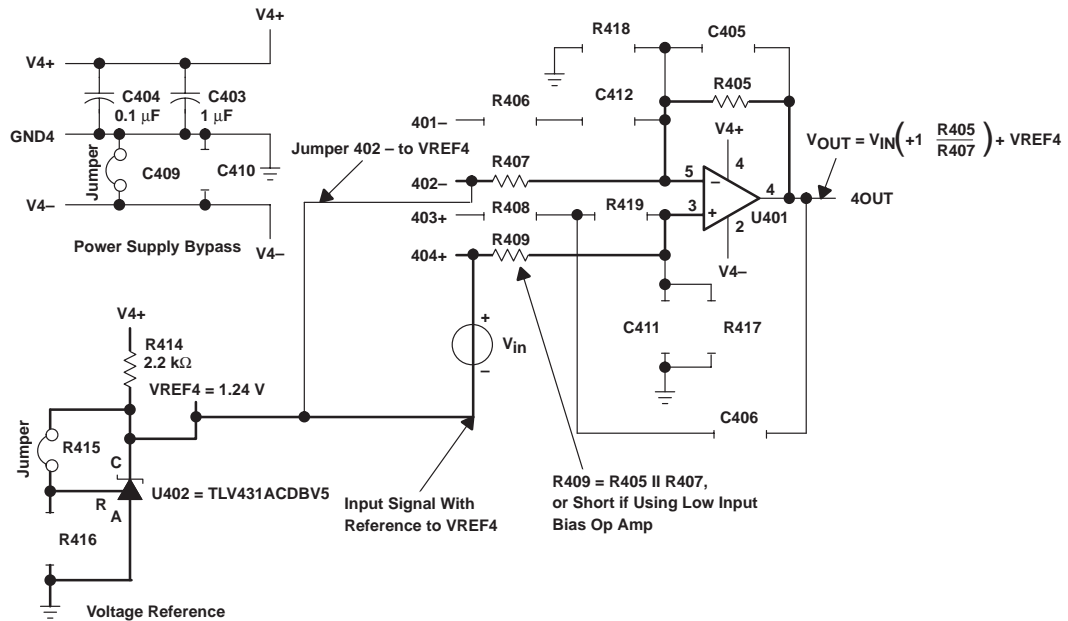 V4+
V4+
C404
0.1 μF
C403
1 μF
GND4
Jumper
C409
C410
V4–
Power Supply Bypass
V4–
R418
C405
R405
R406
C412
401–
Jumper 402 – to VREF4
R407
402–
403+
R408
R419
R409
404+
V4+
4
5
–
3
+
4
U401
2
V4–
VOUT = VIN(+1 R405
R407) + VREF4
4OUT
C411
R417
C406
+
Vin
–
V4+
R414
2.2 kΩ
VREF4 = 1.24 V
Jumper
R415
C
U402 = TLV431ACDBV5
R
A
R416
Voltage Reference
Input Signal With
Reference to VREF4
R409 = R405 II R407,
or Short if Using Low Input
Bias Op Amp